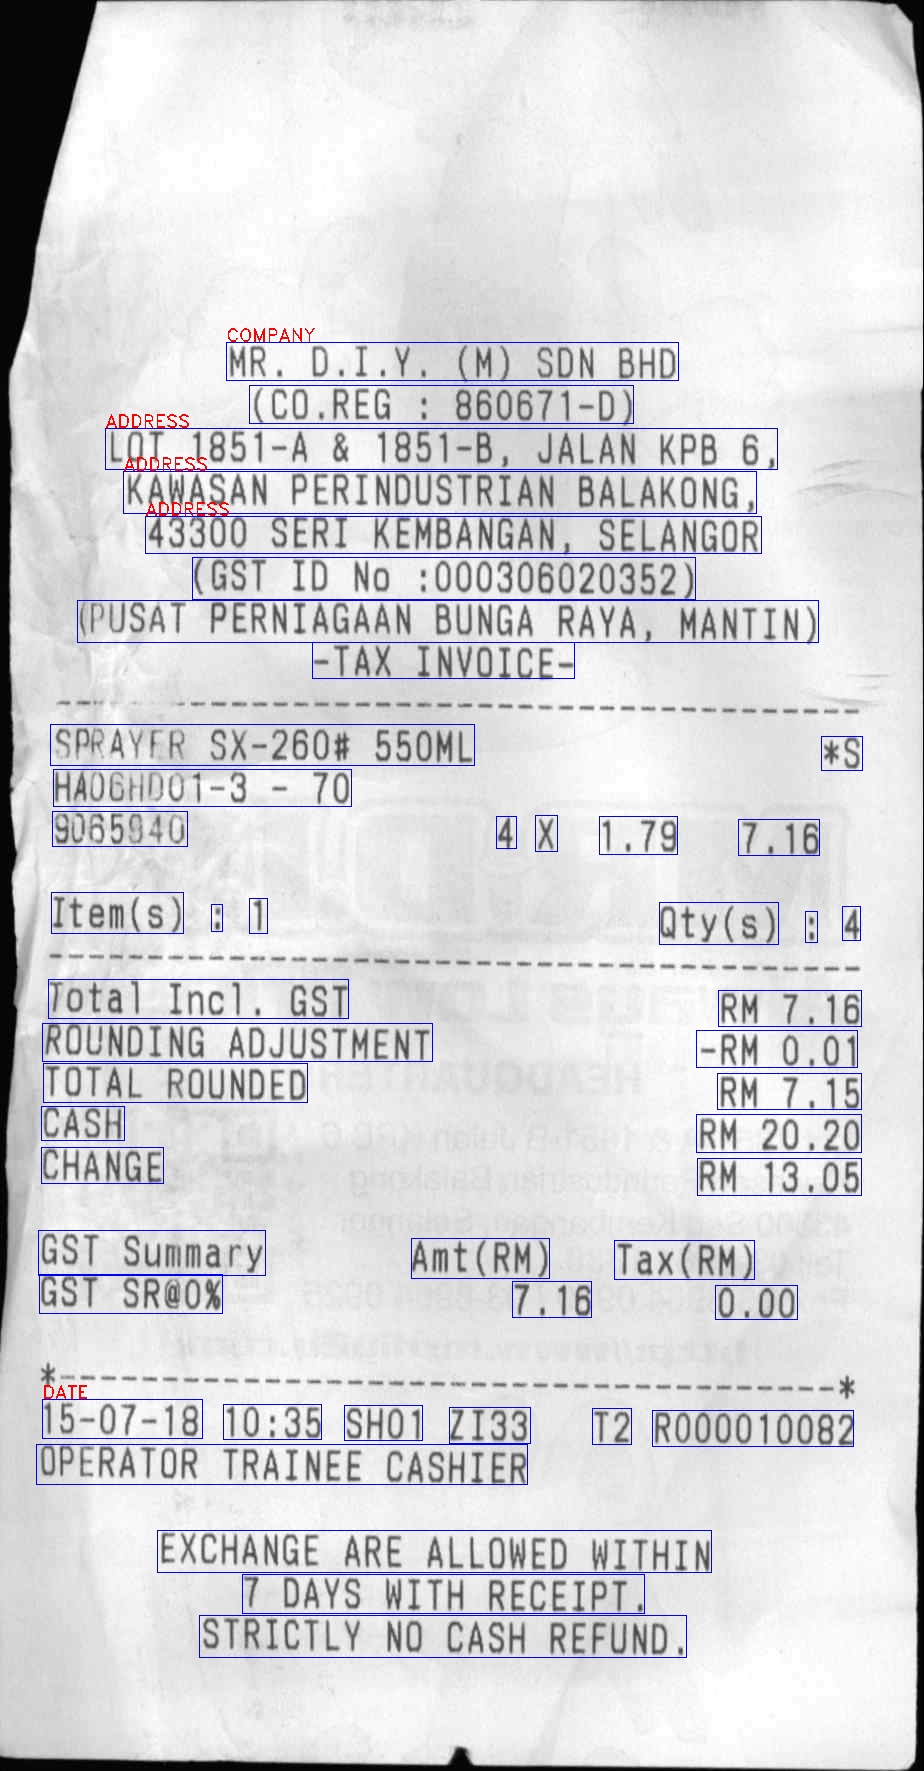 COMPANY
MR. D.I.Y. (M) SDN BHD
(CO.REG : 860671-D)
ADDRESS
LOT 1851-A & 1851-B, JALAN KPB 6,
ADDRESS
KAWASAN PERINDUSTRIAN BALAKONG,
ADDRESS
43300 SERI KEMBANGAN, SELANGOR
(GST ID No :000306020352)
(PUSAT PERNIAGAAN BUNGA RAYA, MANTIN)
-TAX INVOICE-
SPRAYER SX-260# 550ML *S
HA06HD01-3 - 70
9065940 4 X 1.79 7.16
Item(s) : 1 Qty(s) : 4
Total Incl. GST RM 7.16
ROUNDING ADJUSTMENT -RM 0.01
TOTAL ROUNDED RM 7.15
CASH RM 20.20
CHANGE RM 13.05
GST Summary Amt(RM) Tax(RM)
GST SR@0% 7.16 0.00
*------------------------------------*
DATE
15-07-18 10:35 SH01 ZI33 T2 R000010082
OPERATOR TRAINEE CASHIER
EXCHANGE ARE ALLOWED WITHIN
7 DAYS WITH RECEIPT.
STRICTLY NO CASH REFUND.